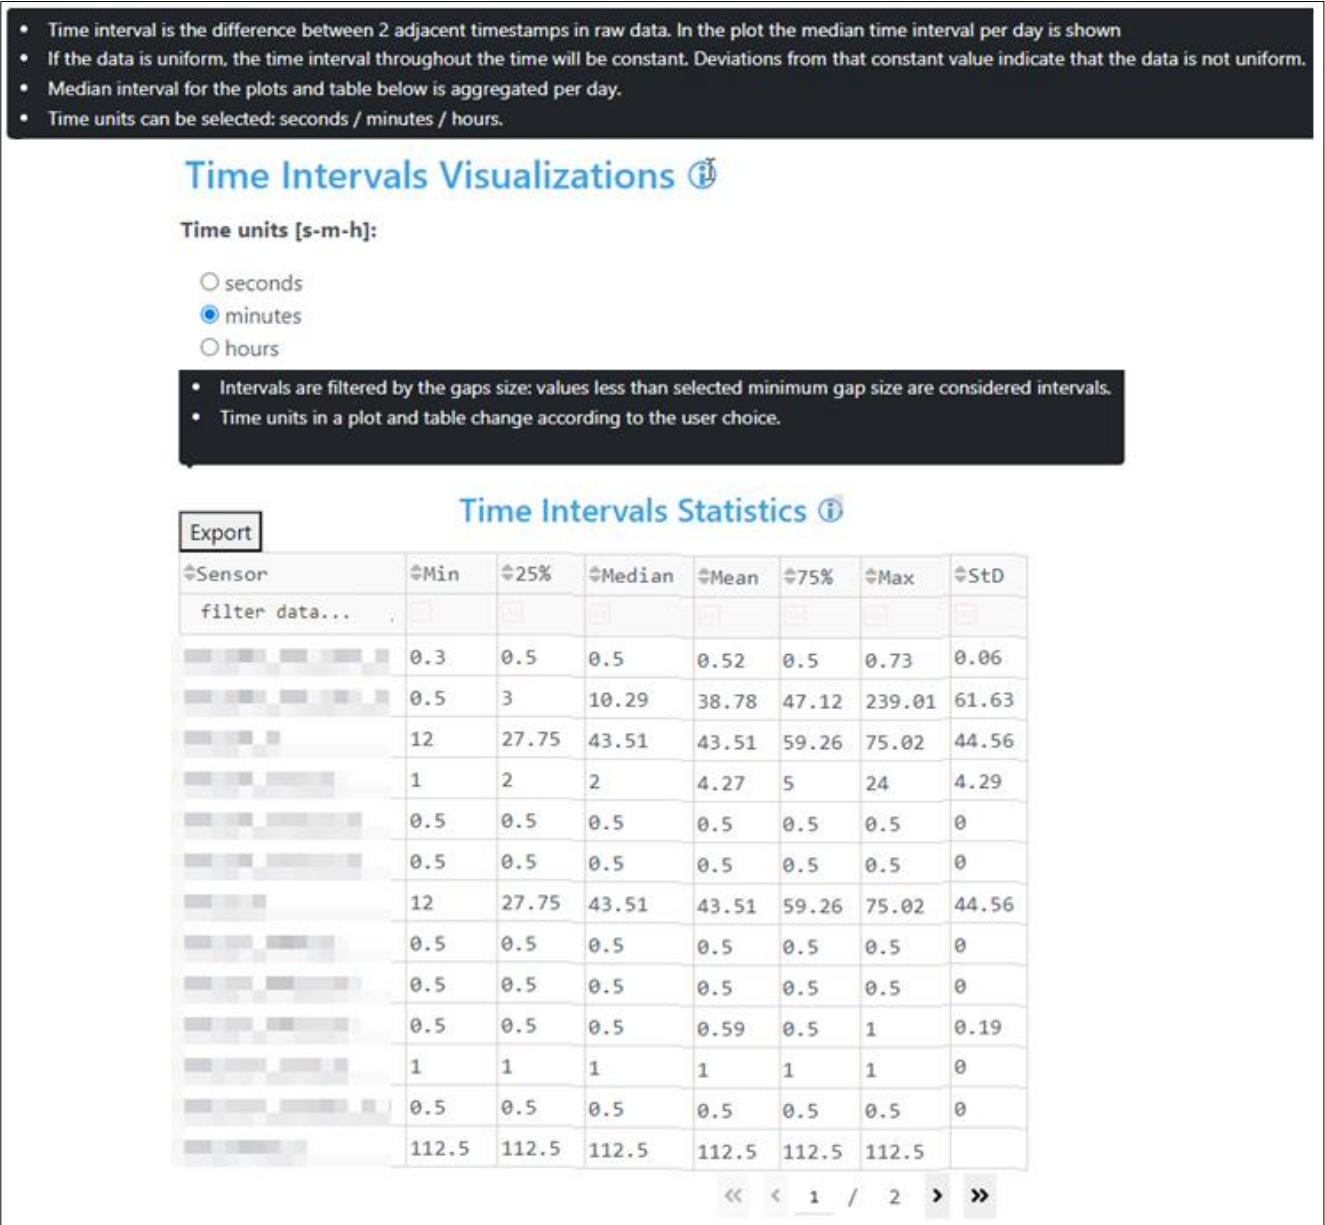 • Time interval is the difference between 2 adjacent timestamps in raw data. In the plot the median time interval per day is shown
• If the data is uniform, the time interval throughout the time will be constant. Deviations from that constant value indicate that the data is not uniform.
• Median interval for the plots and table below is aggregated per day.
• Time units can be selected: seconds / minutes / hours.
Time Intervals Visualizations
Time units [s-m-h]:
seconds
minutes
hours
• Intervals are filtered by the gaps size: values less than selected minimum gap size are considered intervals.
• Time units in a plot and table change according to the user choice.
Time Intervals Statistics
Export
Sensor Min 25% Median Mean 75% Max StD
filter data...
0.3 0.5 0.5 0.52 0.5 0.73 0.06
0.5 3 10.29 38.78 47.12 239.01 61.63
12 27.75 43.51 43.51 59.26 75.02 44.56
1 2 2 4.27 5 24 4.29
0.5 0.5 0.5 0.5 0.5 0.5 0
0.5 0.5 0.5 0.5 0.5 0.5 0
12 27.75 43.51 43.51 59.26 75.02 44.56
0.5 0.5 0.5 0.5 0.5 0.5 0
0.5 0.5 0.5 0.5 0.5 0.5 0
0.5 0.5 0.5 0.59 0.5 1 0.19
1 1 1 1 1 1 0
0.5 0.5 0.5 0.5 0.5 0.5 0
112.5 112.5 112.5 112.5 112.5 112.5
« < 1 / 2 > »